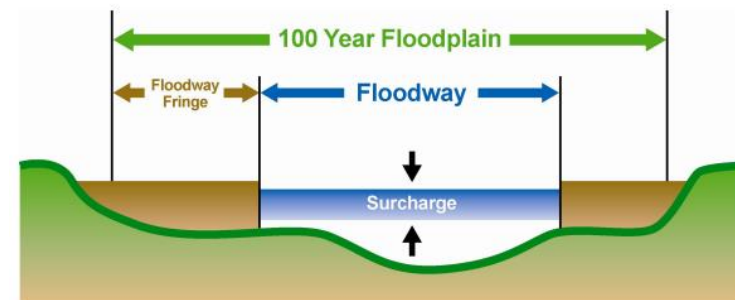 100 Year Floodplain
Floodway
Fringe
Floodway
Surcharge